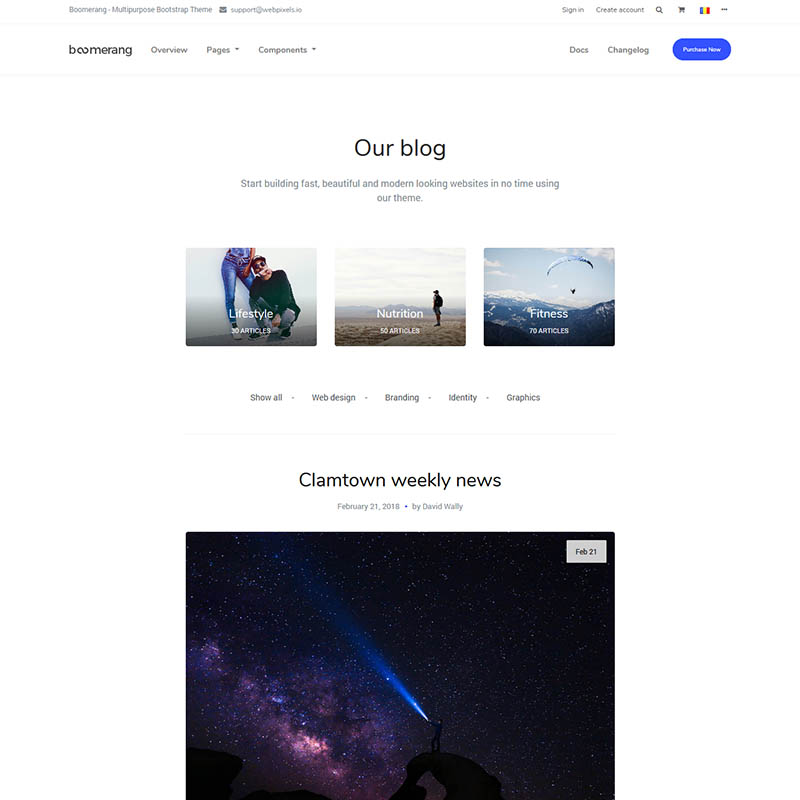 Boomerang - Multipurpose Bootstrap Theme support@webpixels.io Sign in Create account
boomerang Overview Pages Components Docs Changelog Purchase Now
Our blog
Start building fast, beautiful and modern looking websites in no time using
our theme.
Lifestyle Nutrition Fitness
30 ARTICLES 50 ARTICLES 70 ARTICLES
Show all - Web design - Branding - Identity - Graphics
Clamtown weekly news
February 21, 2018 • by David Wally
Feb 21